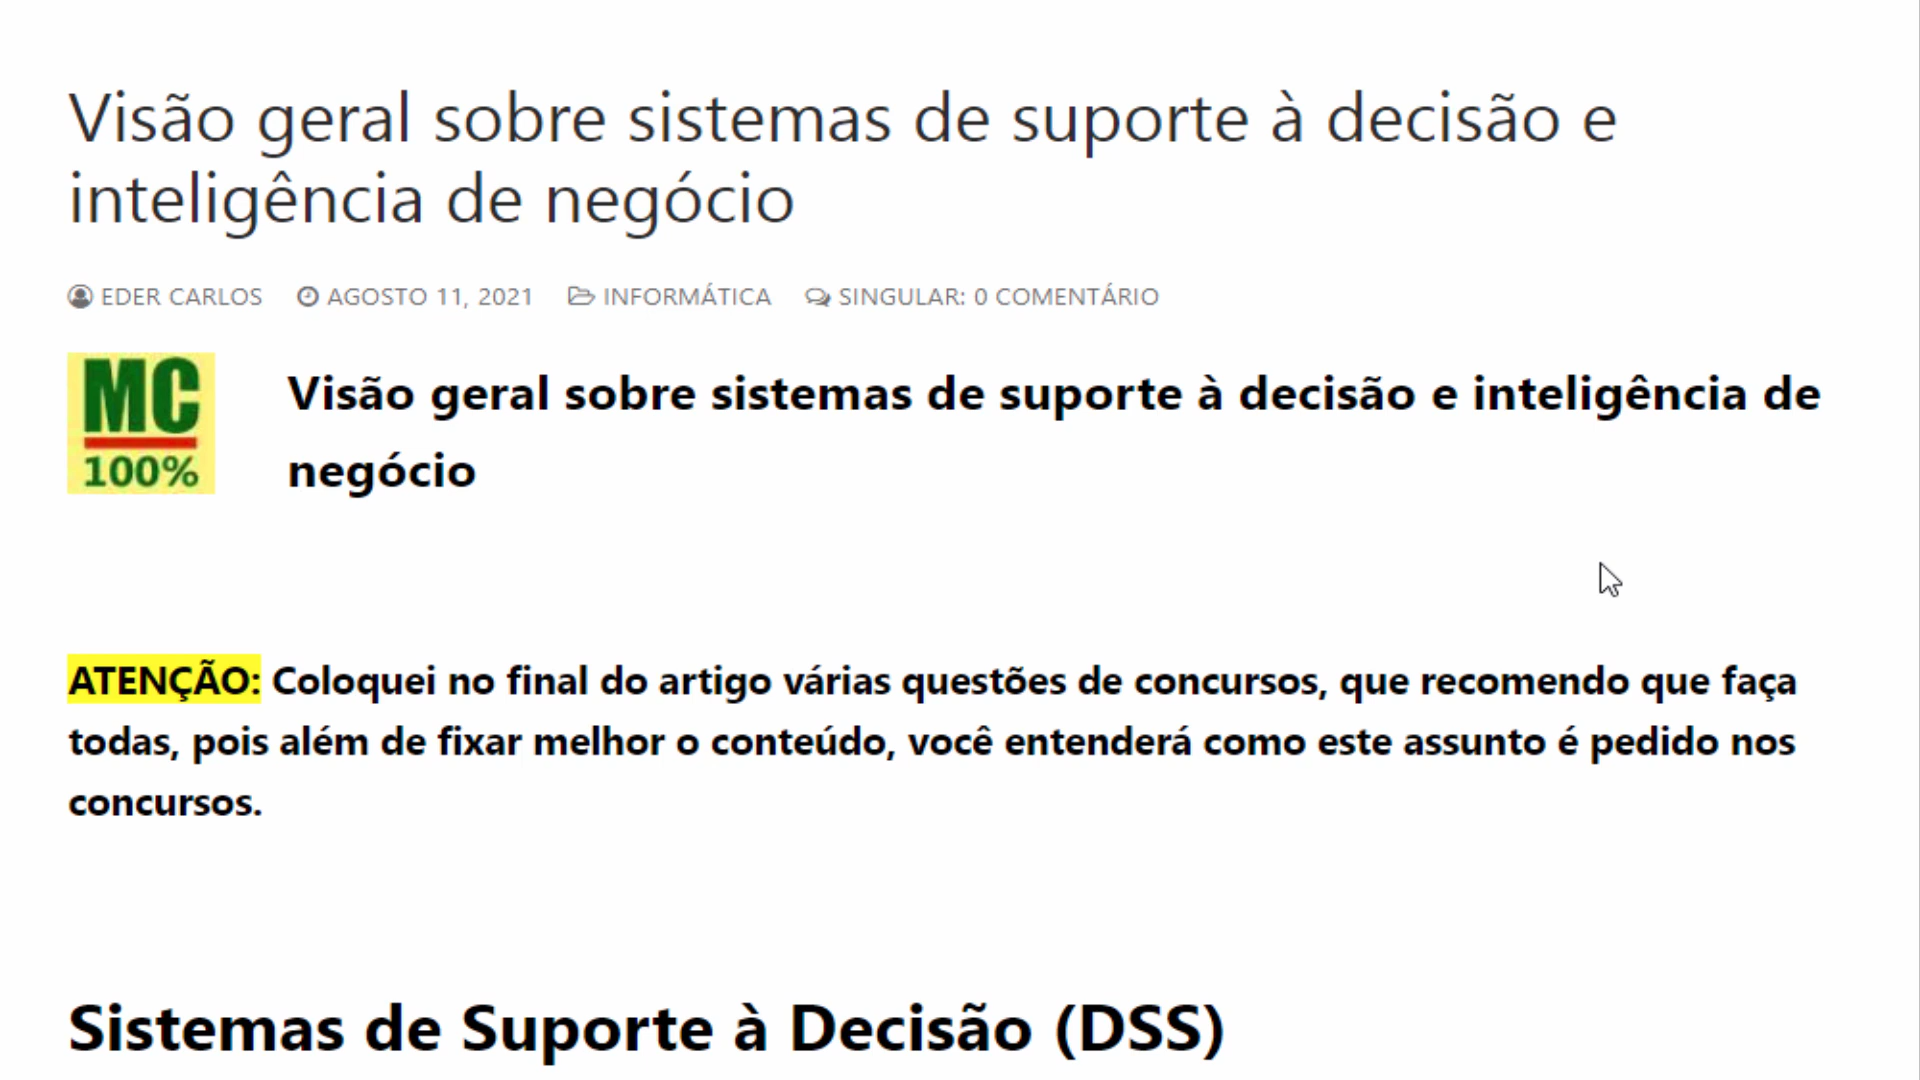 Visão geral sobre sistemas de suporte à decisão e
inteligência de negócio
EDER CARLOS AGOSTO 11, 2021 INFORMÁTICA SINGULAR: 0 COMENTÁRIO
MC
100%
Visão geral sobre sistemas de suporte à decisão e inteligência de
negócio
ATENÇÃO: Coloquei no final do artigo várias questões de concursos, que recomendo que faça
todas, pois além de fixar melhor o conteúdo, você entenderá como este assunto é pedido nos
concursos.
Sistemas de Suporte à Decisão (DSS)